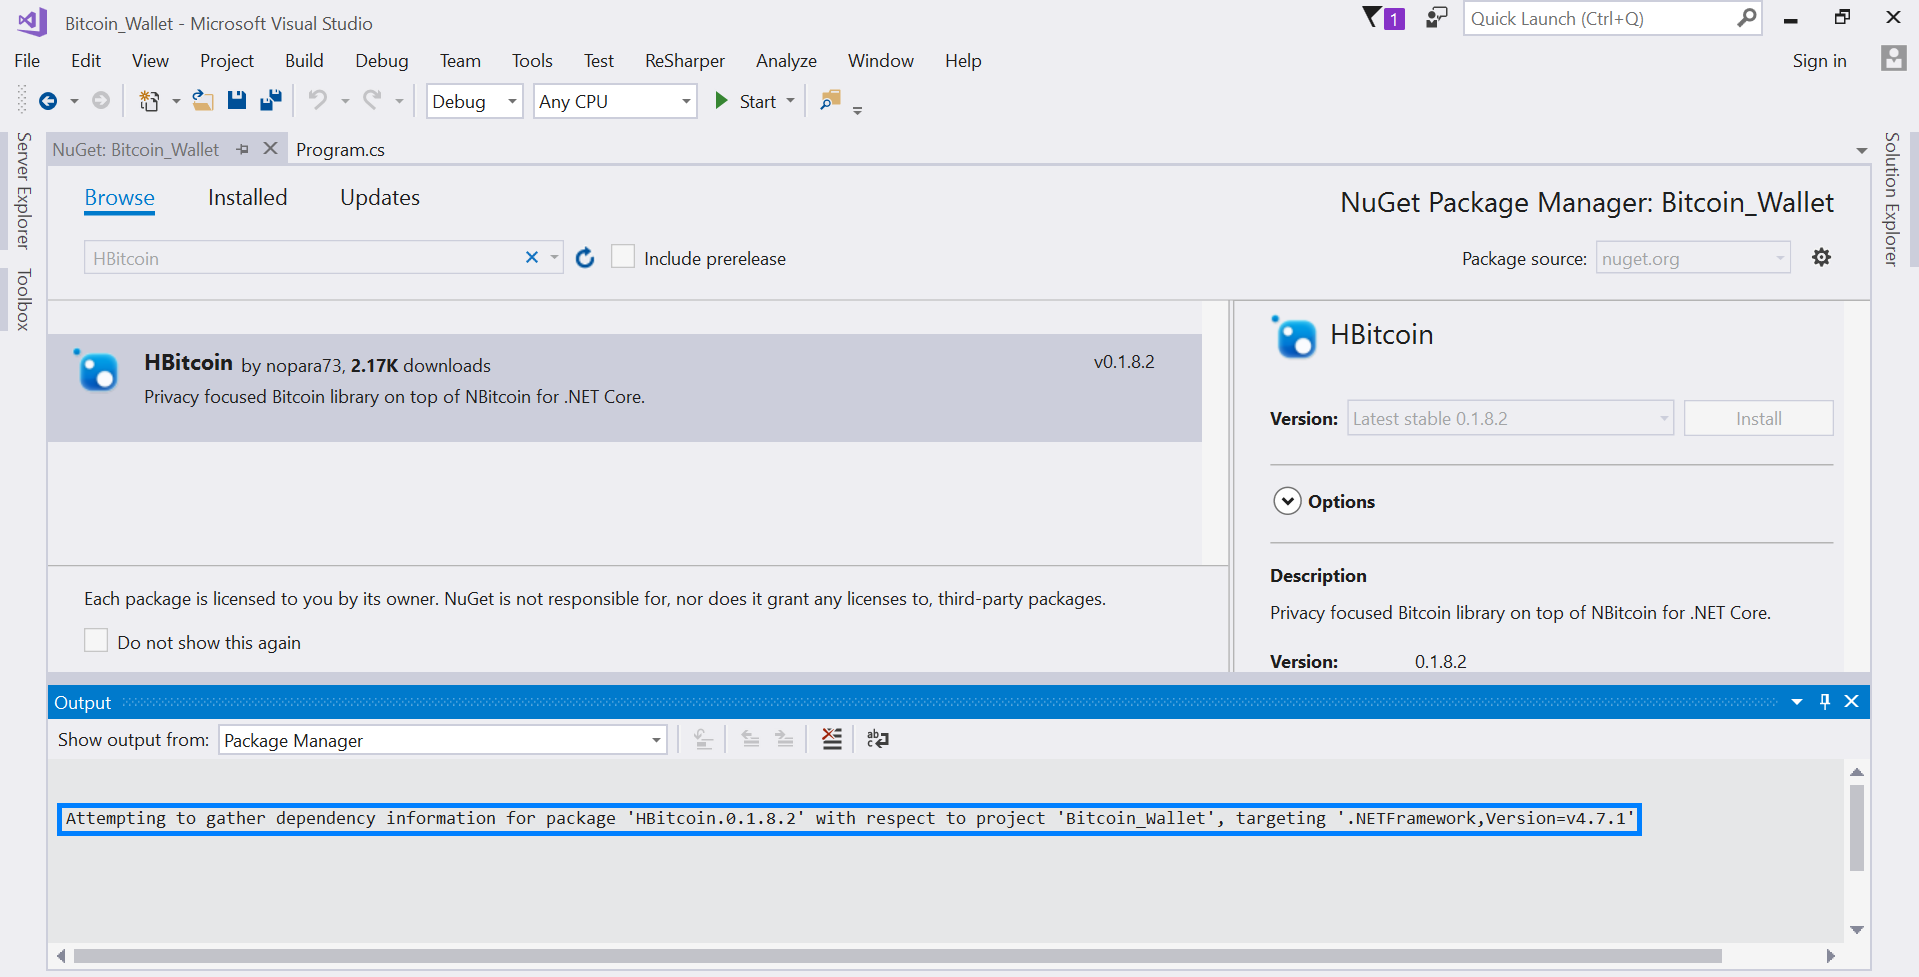 Bitcoin_Wallet - Microsoft Visual Studio
1
Quick Launch (Ctrl+Q)
File Edit View Project Build Debug Team Tools Test ReSharper Analyze Window Help
Sign in
Debug Any CPU Start
Server Explorer
Toolbox
Solution Explorer
NuGet: Bitcoin_Wallet Program.cs
Browse Installed Updates
NuGet Package Manager: Bitcoin_Wallet
HBitcoin Include prerelease
Package source: nuget.org
HBitcoin by nopara73, 2.17K downloads v0.1.8.2
Privacy focused Bitcoin library on top of NBitcoin for .NET Core.
Each package is licensed to you by its owner. NuGet is not responsible for, nor does it grant any licenses to, third-party packages.
Do not show this again
HBitcoin
Version: Latest stable 0.1.8.2 Install
Options
Description
Privacy focused Bitcoin library on top of NBitcoin for .NET Core.
Version: 0.1.8.2
Output
Show output from: Package Manager
Attempting to gather dependency information for package 'HBitcoin.0.1.8.2' with respect to project 'Bitcoin_Wallet', targeting '.NETFramework,Version=v4.7.1'